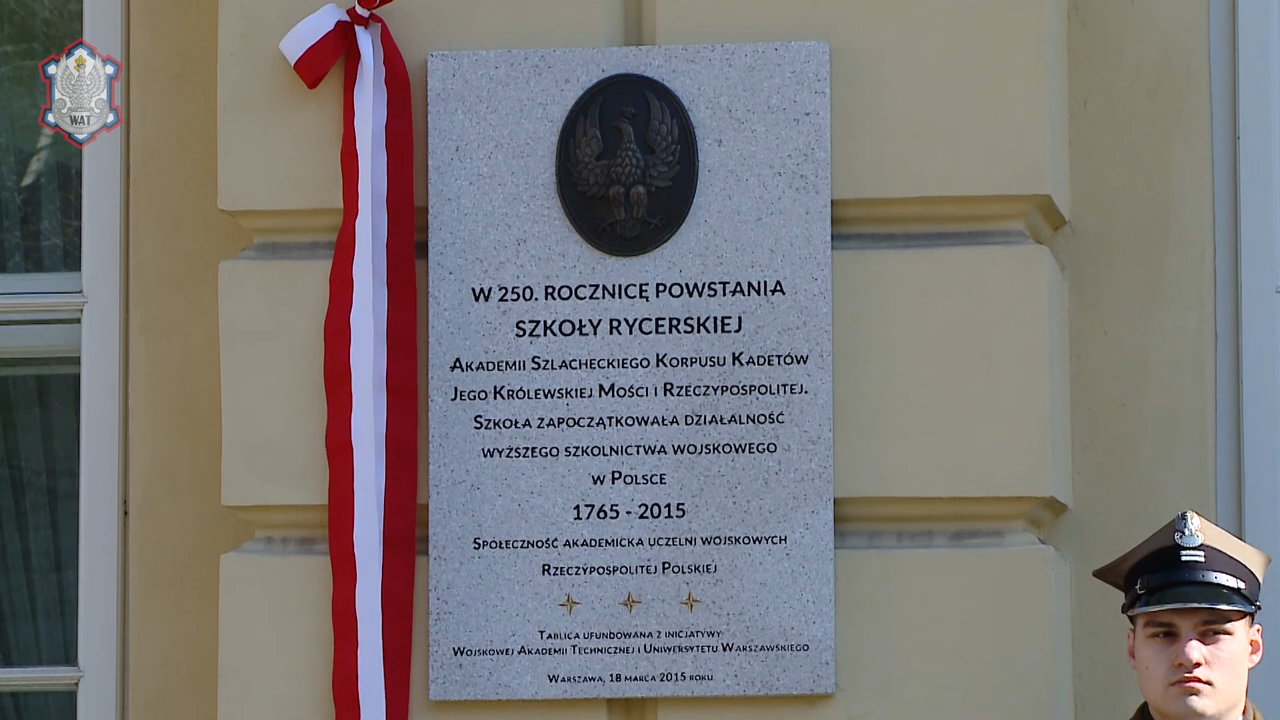 WAT
W 250. ROCZNICĘ POWSTANIA
SZKOŁY RYCERSKIEJ
AKADEMII SZLACHECKIEGO KORPUSU KADETÓW
JEGO KRÓLEWSKIEJ MOŚCI I RZECZYPOSPOLITEJ.
SZKOŁA ZAPOCZĄTKOWAŁA DZIAŁALNOŚĆ
WYŻSZEGO SZKOLNICTWA WOJSKOWEGO
W POLSCE
1765 - 2015
SPOŁECZNOŚĆ AKADEMICKA UCZELNI WOJSKOWYCH
RZECZYPOSPOLITEJ POLSKIEJ
TABLICA UFUNDOWANA Z INICJATYWY
WOJSKOWEJ AKADEMII TECHNICZNEJ I UNIWERSYTETU WARSZAWSKIEGO
WARSZAWA, 18 MARCA 2015 ROKU